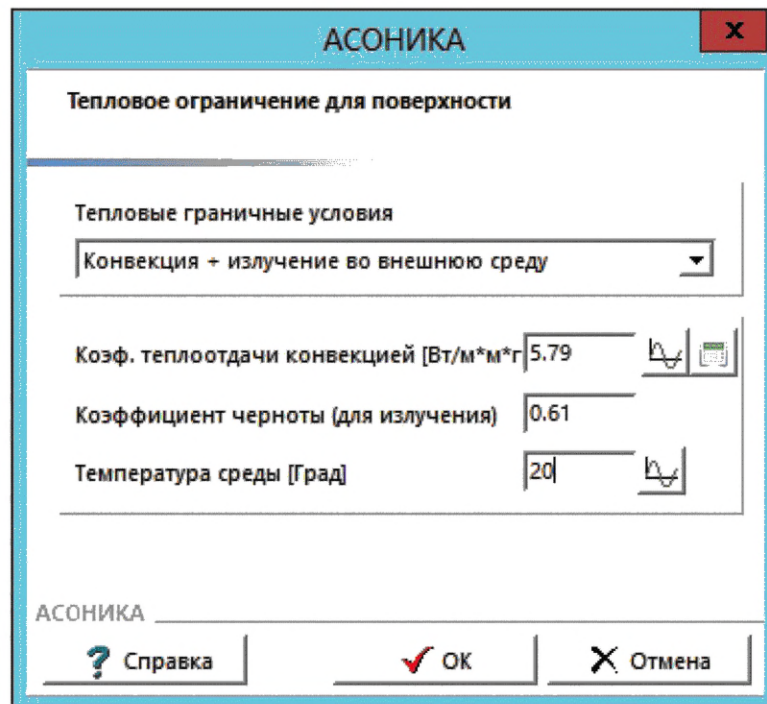 АСОНИКА
x
Тепловое ограничение для поверхности
Тепловые граничные условия
Конвекция + излучение во внешнюю среду
Коэф. теплоотдачи конвекцией [Вт/м*м*г 5.79
Коэффициент черноты (для излучения) 0.61
Температура среды [Град] 20
АСОНИКА
? Справка OK Отмена